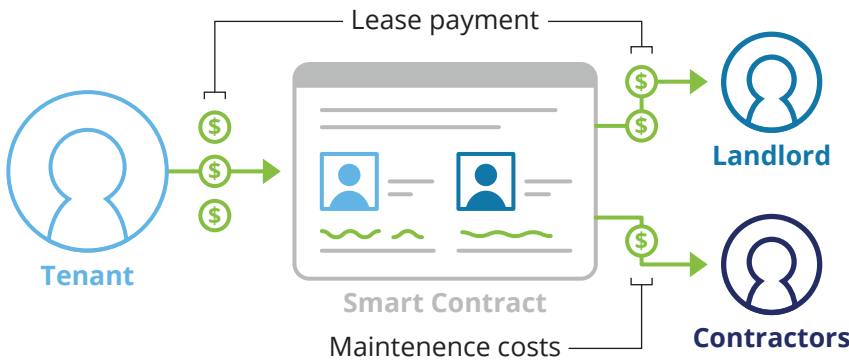 Lease payment
$
$
$
$
$
$
Landlord
Tenant
Smart Contract
Maintenence costs
Contractors